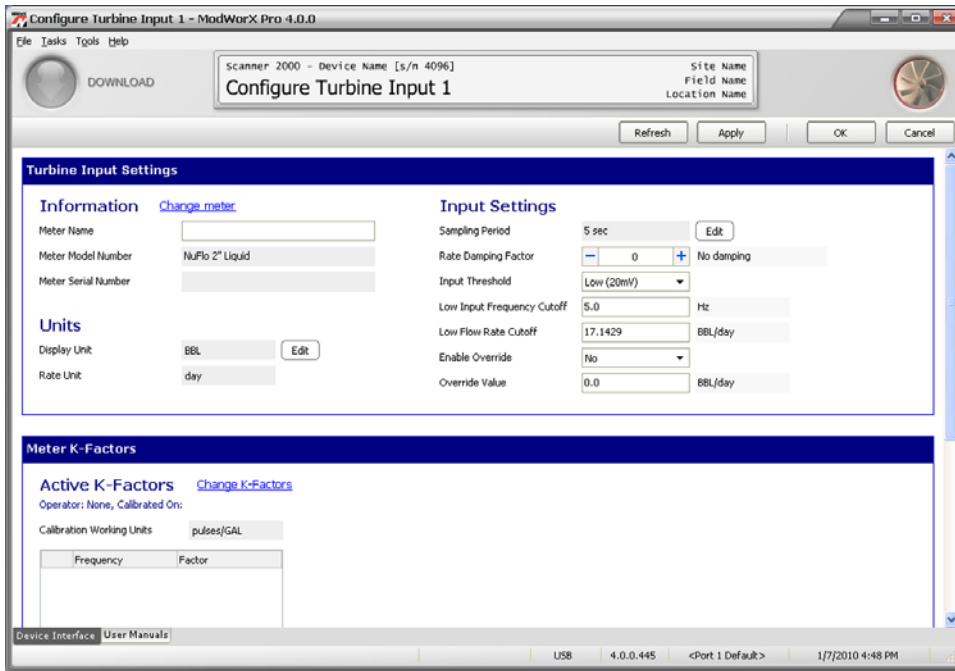 Configure Turbine Input 1 - ModWorX Pro 4.0.0
File Tasks Tools Help
DOWNLOAD
Scanner 2000 - Device Name [s/n 4096]
Configure Turbine Input 1
Site Name
Field Name
Location Name
Refresh Apply OK Cancel
Turbine Input Settings
Information Change meter
Meter Name
Meter Model Number NuFlo 2" Liquid
Meter Serial Number
Units
Display Unit BBL Edit
Rate Unit day
Input Settings
Sampling Period 5 sec Edit
Rate Damping Factor − 0 + No damping
Input Threshold Low (20mV)
Low Input Frequency Cutoff 5.0 Hz
Low Flow Rate Cutoff 17.1429 BBL/day
Enable Override No
Override Value 0.0 BBL/day
Meter K-Factors
Active K-Factors Change K-Factors
Operator: None, Calibrated On:
Calibration Working Units pulses/GAL
Frequency Factor
Device Interface User Manuals
USB 4.0.0.445 <Port 1 Default> 1/7/2010 4:48 PM